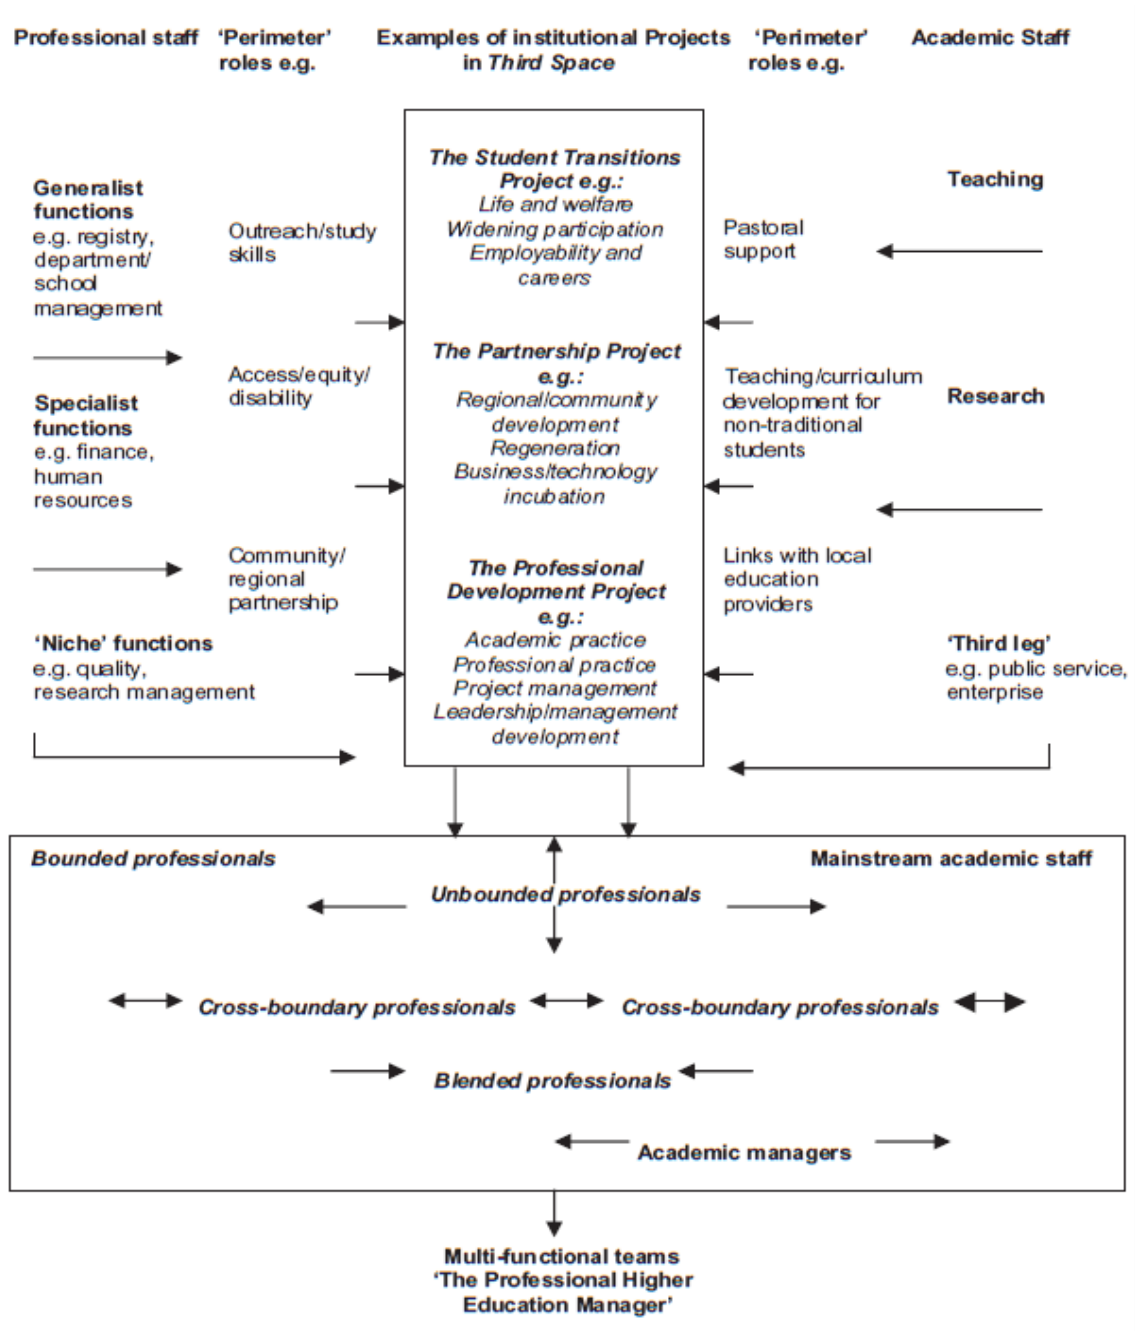 Professional staff
‘Perimeter’
roles e.g.
Examples of institutional Projects
in Third Space
‘Perimeter’
roles e.g.
Academic Staff
Generalist
functions
e.g. registry,
department/
school
management
Specialist
functions
e.g. finance,
human
resources
‘Niche’ functions
e.g. quality,
research management
Outreach/study
skills
Access/equity/
disability
Community/
regional
partnership
The Student Transitions
Project e.g.:
Life and welfare
Widening participation
Employability and
careers
The Partnership Project
e.g.:
Regional/community
development
Regeneration
Business/technology
incubation
The Professional
Development Project
e.g.:
Academic practice
Professional practice
Project management
Leadership/management
development
Pastoral
support
Teaching/curriculum
development for
non-traditional
students
Links with local
education
providers
Teaching
Research
‘Third leg’
e.g. public service,
enterprise
Bounded professionals
Mainstream academic staff
Unbounded professionals
Cross-boundary professionals
Cross-boundary professionals
Blended professionals
Academic managers
Multi-functional teams
‘The Professional Higher
Education Manager’